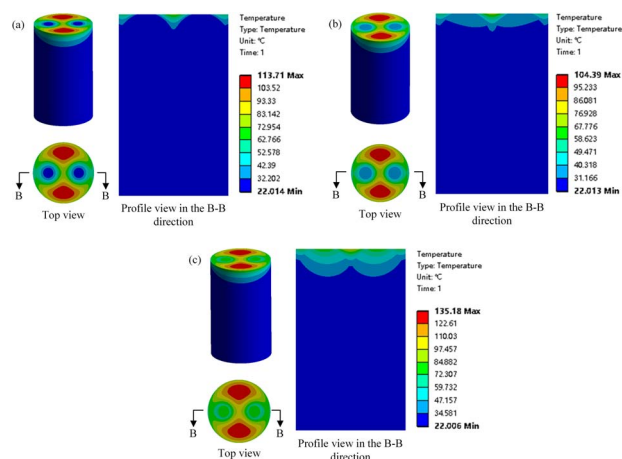 (a)
Temperature
Type: Temperature
Unit: °C
Time: 1
113.71 Max
103.52
93.33
83.142
72.954
62.766
52.578
42.39
32.202
22.014 Min
B
B
Top view
Profile view in the B-B
direction
(b)
Temperature
Type: Temperature
Unit: °C
Time: 1
104.39 Max
95.233
86.081
76.928
67.776
58.623
49.471
40.318
31.166
22.013 Min
B
B
Top view
Profile view in the B-B
direction
(c)
Temperature
Type: Temperature
Unit: °C
Time: 1
135.18 Max
122.61
110.03
97.457
84.882
72.307
59.732
47.157
34.581
22.006 Min
B
B
Top view
Profile view in the B-B
direction